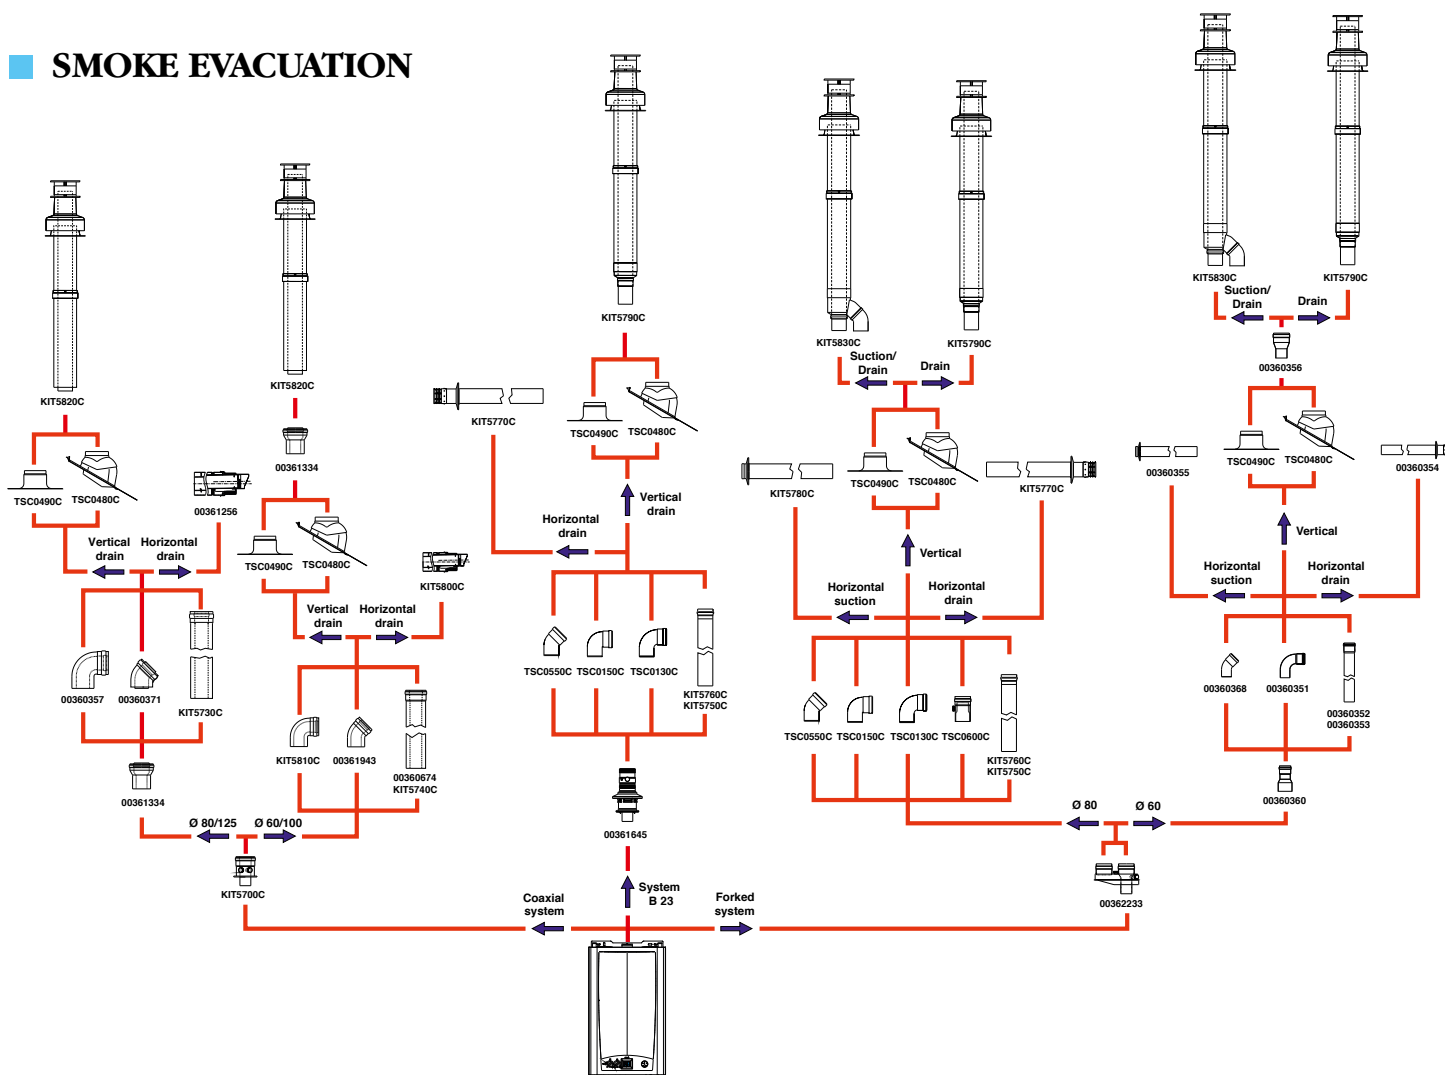 SMOKE EVACUATION
KIT5820C
TSC0490C
TSC0480C
00361256
Vertical
drain
Horizontal
drain
00360357
00360371
KIT5730C
00361334
Ø 80/125
Ø 60/100
KIT5700C
KIT5820C
00361334
TSC0490C
TSC0480C
KIT5800C
Vertical
drain
Horizontal
drain
KIT5810C
00361943
00360674
KIT5740C
Coaxial
system
KIT5790C
KIT5770C
TSC0490C
TSC0480C
Vertical
drain
Horizontal
drain
TSC0550C
TSC0150C
TSC0130C
KIT5760C
KIT5750C
00361645
System
B 23
Forked
system
KIT5830C
KIT5790C
Suction/
Drain
Drain
KIT5780C
TSC0490C
TSC0480C
KIT5770C
Vertical
Horizontal
suction
Horizontal
drain
TSC0550C
TSC0150C
TSC0130C
TSC0600C
KIT5760C
KIT5750C
Ø 80
Ø 60
00362233
KIT5830C
KIT5790C
Suction/
Drain
Drain
00360356
00360355
TSC0490C
TSC0480C
00360354
Vertical
Horizontal
suction
Horizontal
drain
00360368
00360351
00360352
00360353
00360360